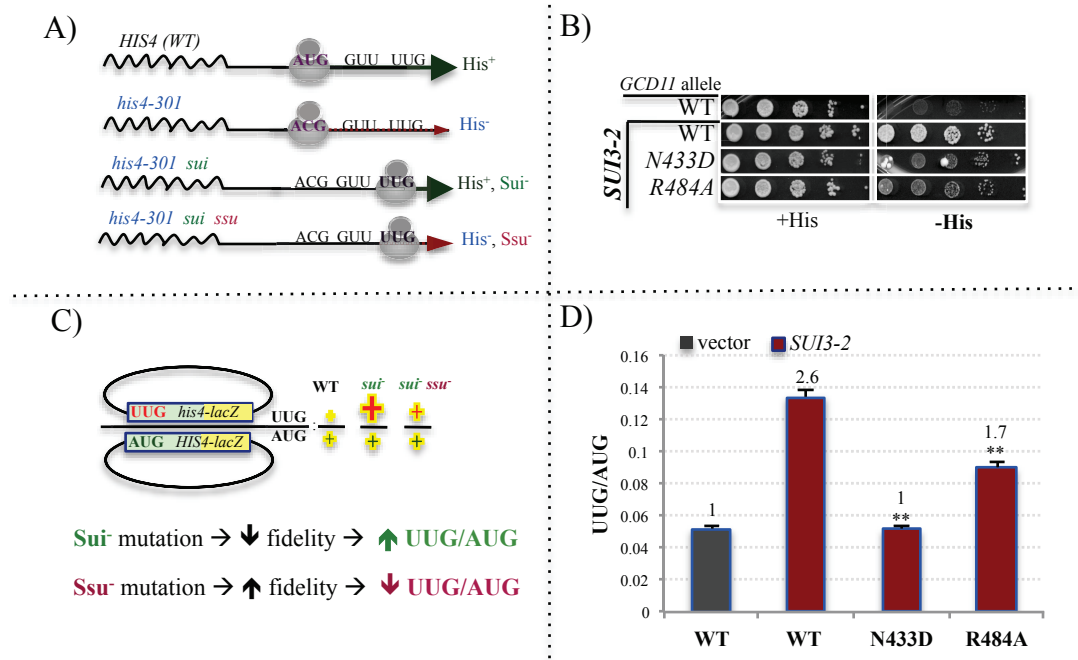 A)
HIS4 (WT)
AUG GUU UUG His⁺
his4-301
ACG GUU UUG His⁻
his4-301 sui
ACG GUU UUG His⁺, Sui⁻
his4-301 sui ssu
ACG GUU UUG His⁻, Ssu⁻
B)
GCD11 allele
WT
SUI3-2
WT
N433D
R484A
+His -His
C)
WT sui⁻ sui⁻ ssu⁻
UUG his4-lacZ UUG : + + +
AUG HIS4-lacZ AUG + + +
Sui⁻ mutation → ↓ fidelity → ↑ UUG/AUG
Ssu⁻ mutation → ↑ fidelity → ↓ UUG/AUG
D)
vector SUI3-2
UUG/AUG
0.16
0.14
0.12
0.1
0.08
0.06
0.04
0.02
0
1
2.6
1
**
1.7
**
WT WT N433D R484A